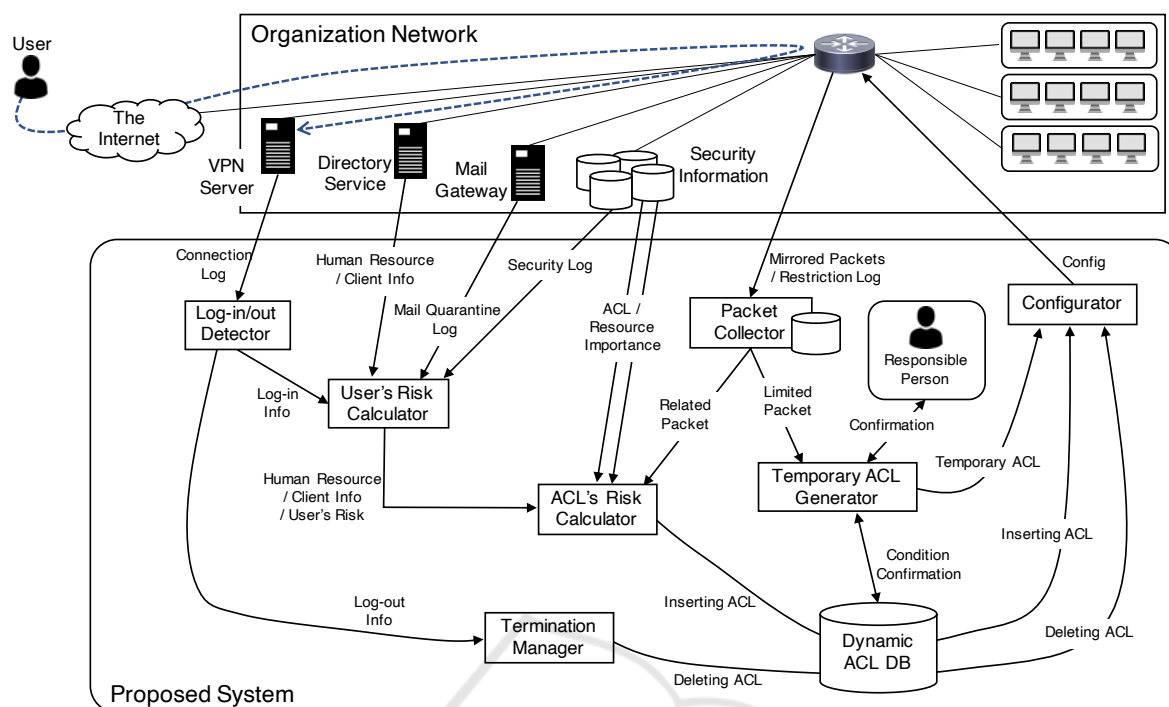 User
Organization Network
The
Internet
VPN
Server
Directory
Service
Mail
Gateway
Security
Information
Connection
Log
Human Resource
/ Client Info
Security Log
Mirrored Packets
/ Restriction Log
Config
Log-in/out
Detector
Mail Quarantine
Log
ACL /
Resource
Importance
Packet
Collector
Configurator
Responsible
Person
Log-in
Info
User's Risk
Calculator
Related
Packet
Limited
Packet
Confirmation
Temporary ACL
Human Resource
/ Client Info
/ User's Risk
ACL's Risk
Calculator
Temporary ACL
Generator
Inserting ACL
Condition
Confirmation
Log-out
Info
Inserting ACL
Deleting ACL
Termination
Manager
Dynamic
ACL DB
Deleting ACL
Proposed System